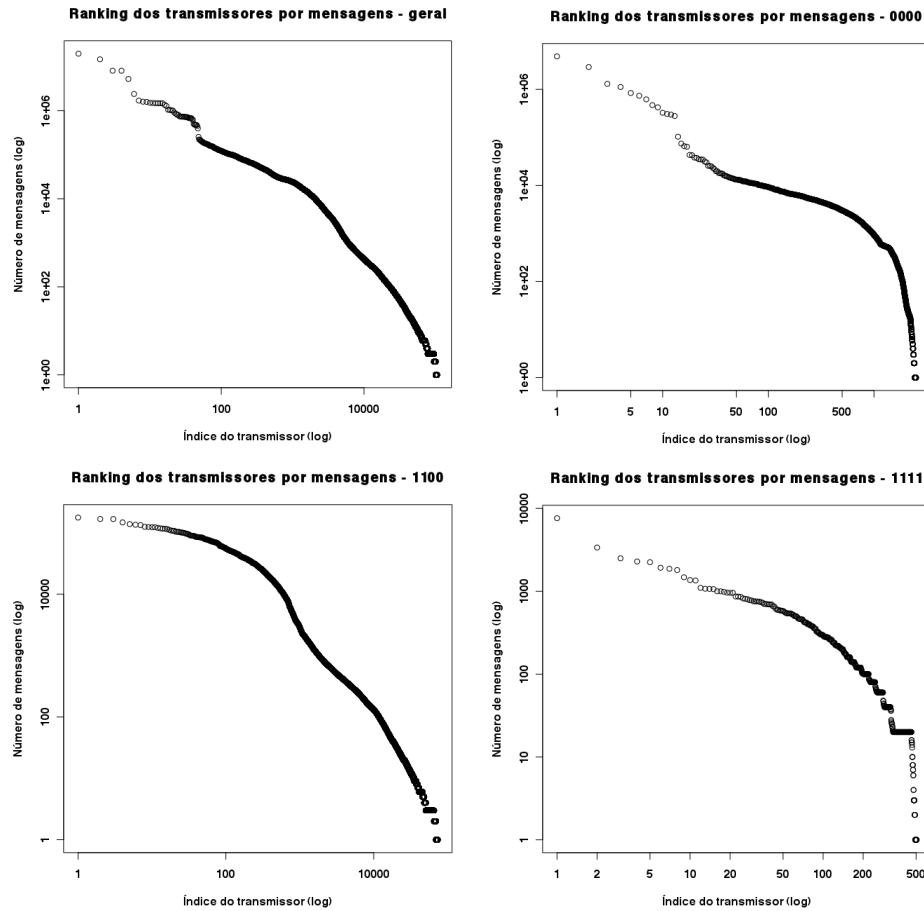 Ranking dos transmissores por mensagens - geral
Número de mensagens (log)
1e+06
1e+04
1e+02
1e+00
1
100
10000
Índice do transmissor (log)
Ranking dos transmissores por mensagens - 0000
Número de mensagens (log)
1e+06
1e+04
1e+02
1e+00
1
5
10
50
100
500
Índice do transmissor (log)
Ranking dos transmissores por mensagens - 1100
Número de mensagens (log)
10000
100
1
1
100
10000
Índice do transmissor (log)
Ranking dos transmissores por mensagens - 1111
Número de mensagens (log)
10000
1000
100
10
1
1
2
5
10
20
50
100
200
500
Índice do transmissor (log)